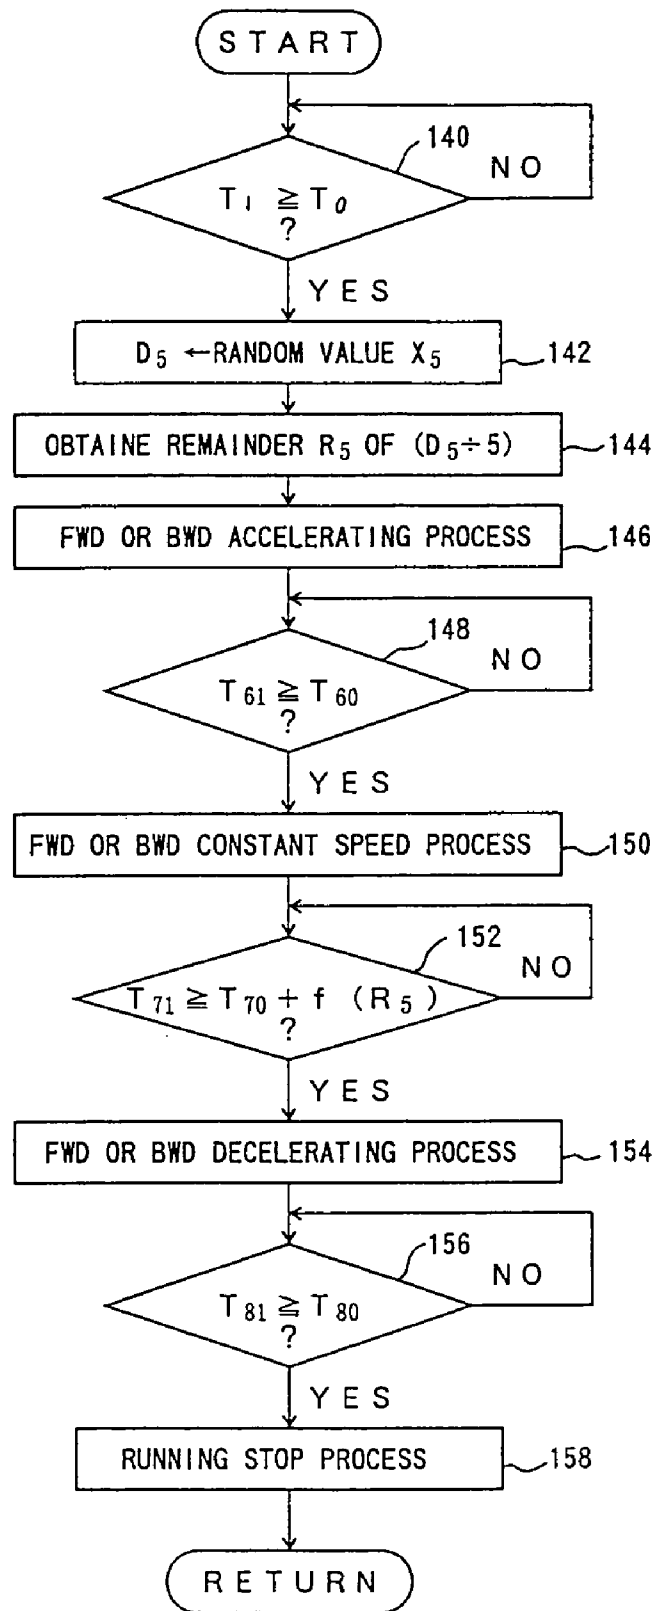 START
140
NO
T₁ ≧ T₀
?
YES
D₅ ←RANDOM VALUE X₅
142
OBTAINE REMAINDER R₅ OF (D₅÷5)
144
FWD OR BWD ACCELERATING PROCESS
146
148
NO
T₆₁ ≧ T₆₀
?
YES
FWD OR BWD CONSTANT SPEED PROCESS
150
152
NO
T₇₁ ≧ T₇₀ + f (R₅)
?
YES
FWD OR BWD DECELERATING PROCESS
154
156
NO
T₈₁ ≧ T₈₀
?
YES
RUNNING STOP PROCESS
158
RETURN